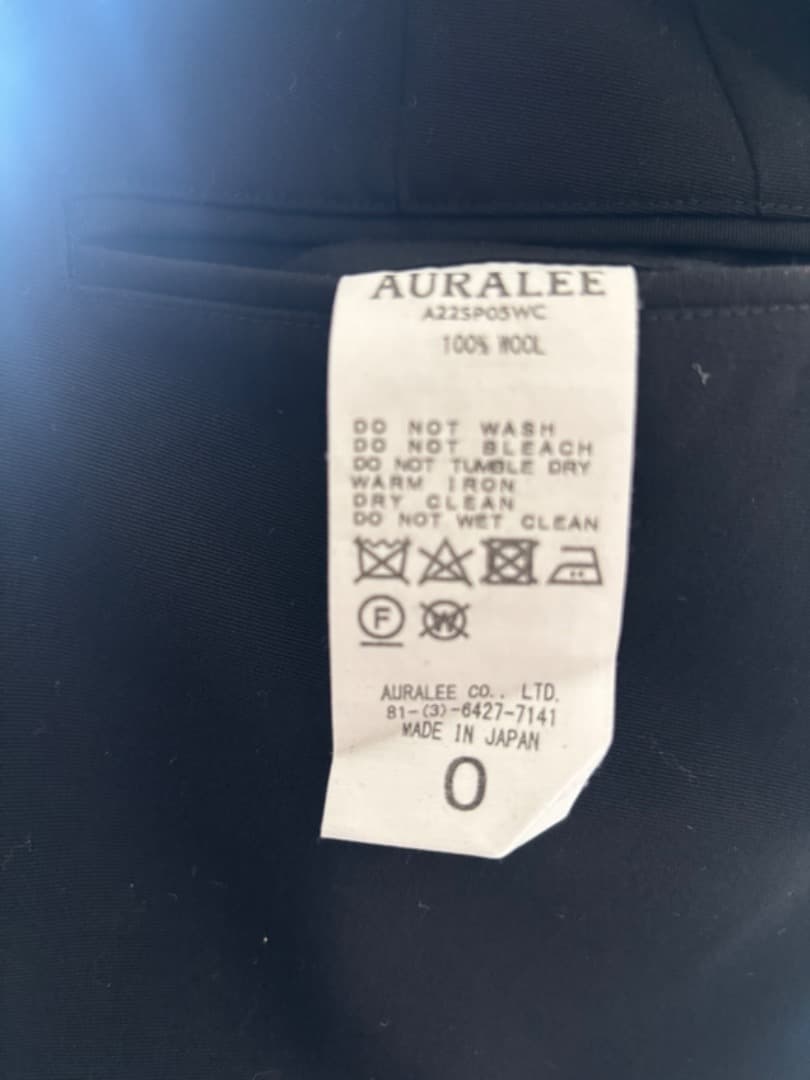 AURALEE
A22SP05WC
100% WOOL
DO NOT WASH
DO NOT BLEACH
DO NOT TUMBLE DRY
WARM IRON
DRY CLEAN
DO NOT WET CLEAN
F W
AURALEE CO., LTD.
81-(3)-6427-7141
MADE IN JAPAN
0